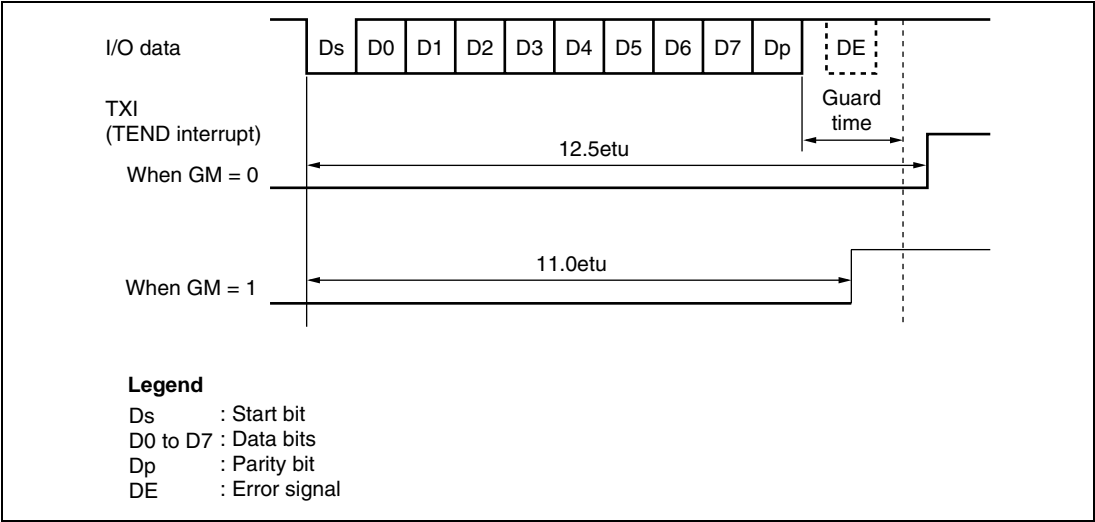 I/O data
Ds D0 D1 D2 D3 D4 D5 D6 D7 Dp DE
Guard
time
TXI
(TEND interrupt)
12.5etu
When GM = 0
11.0etu
When GM = 1
Legend
Ds : Start bit
D0 to D7 : Data bits
Dp : Parity bit
DE : Error signal